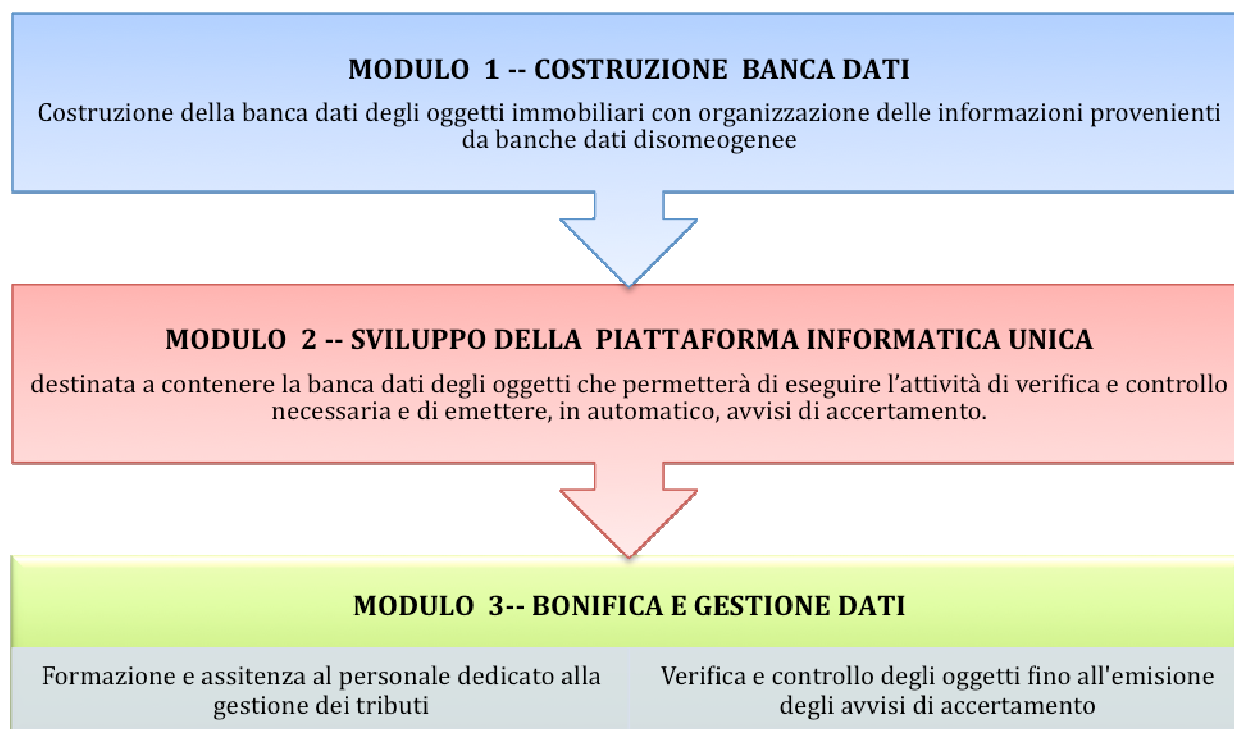 MODULO 1 -- COSTRUZIONE BANCA DATI
Costruzione della banca dati degli oggetti immobiliari con organizzazione delle informazioni provenienti
da banche dati disomeogenee
MODULO 2 -- SVILUPPO DELLA PIATTAFORMA INFORMATICA UNICA
destinata a contenere la banca dati degli oggetti che permetterà di eseguire l’attività di verifica e controllo
necessaria e di emettere, in automatico, avvisi di accertamento.
MODULO 3-- BONIFICA E GESTIONE DATI
Formazione e assitenza al personale dedicato alla
gestione dei tributi
Verifica e controllo degli oggetti fino all'emisione
degli avvisi di accertamento